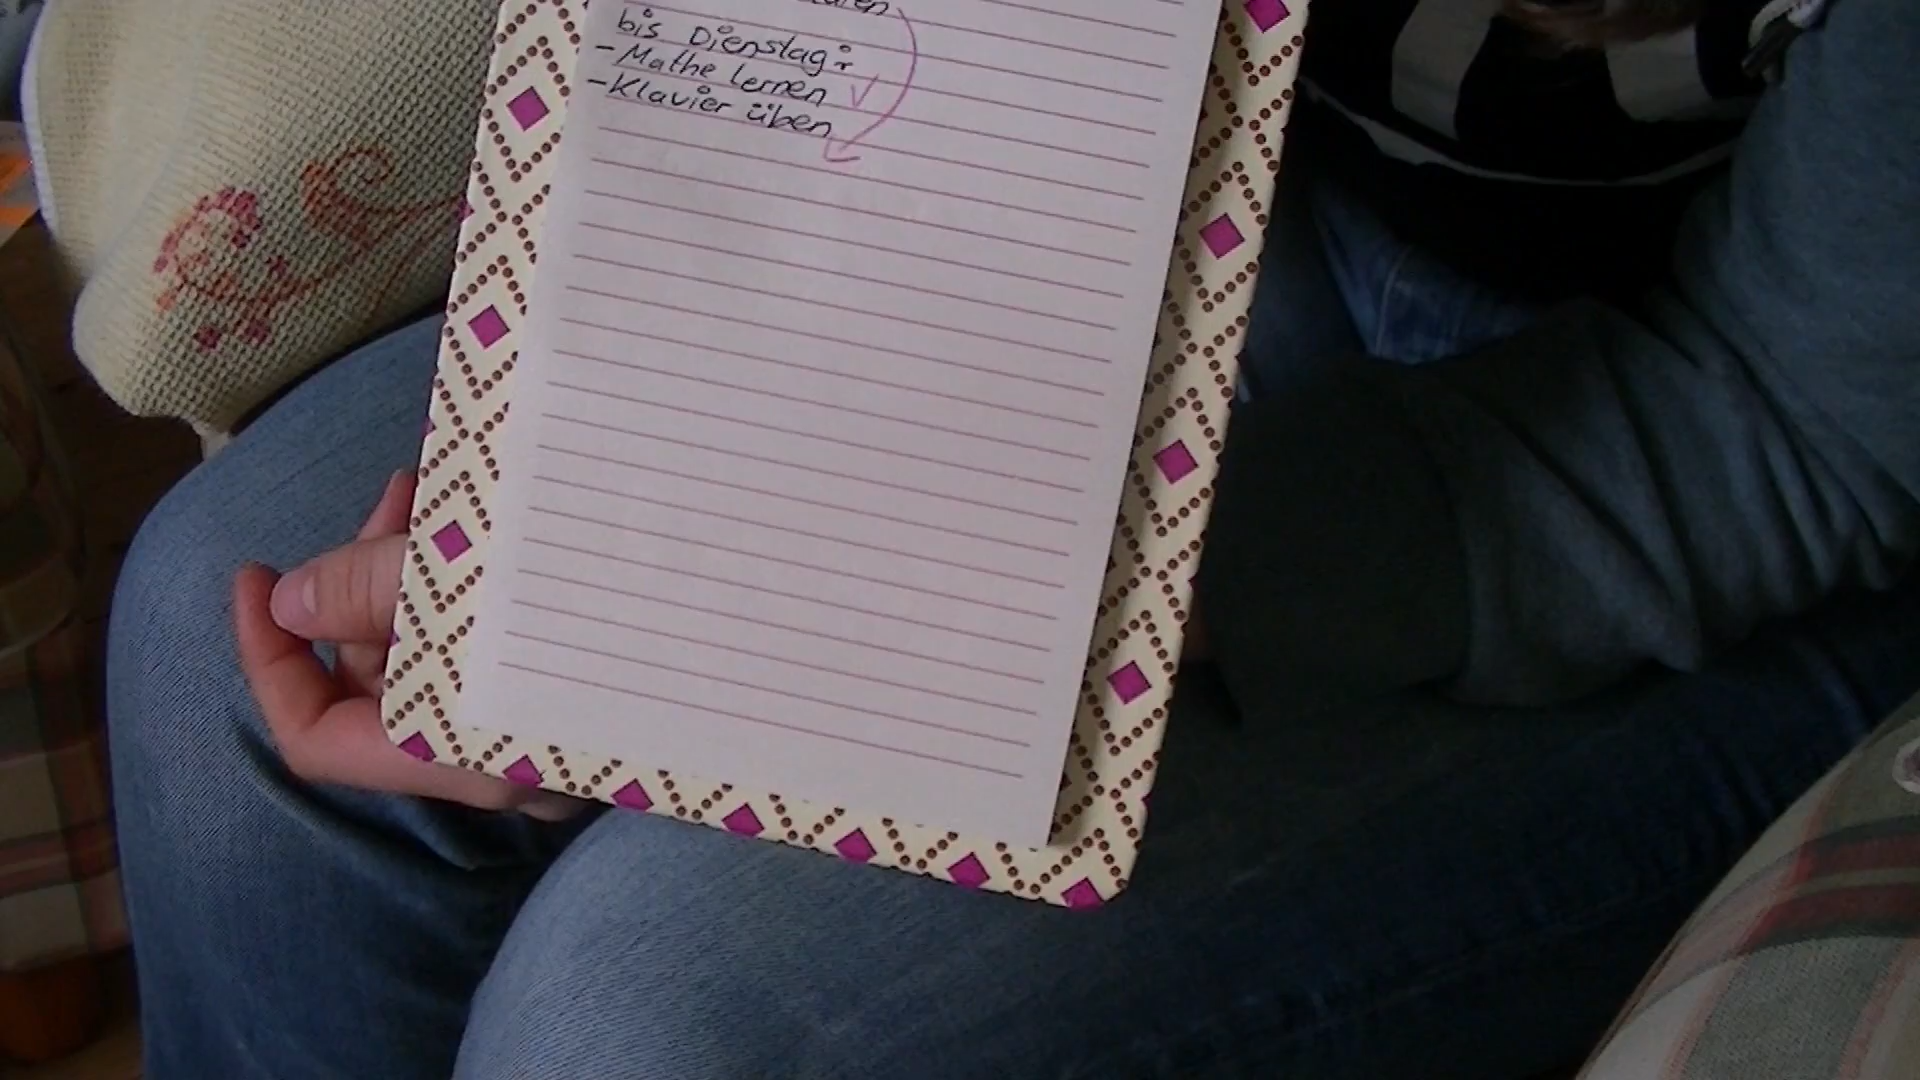 bis Dienstag:
- Mathe lernen ✓
- Klavier üben